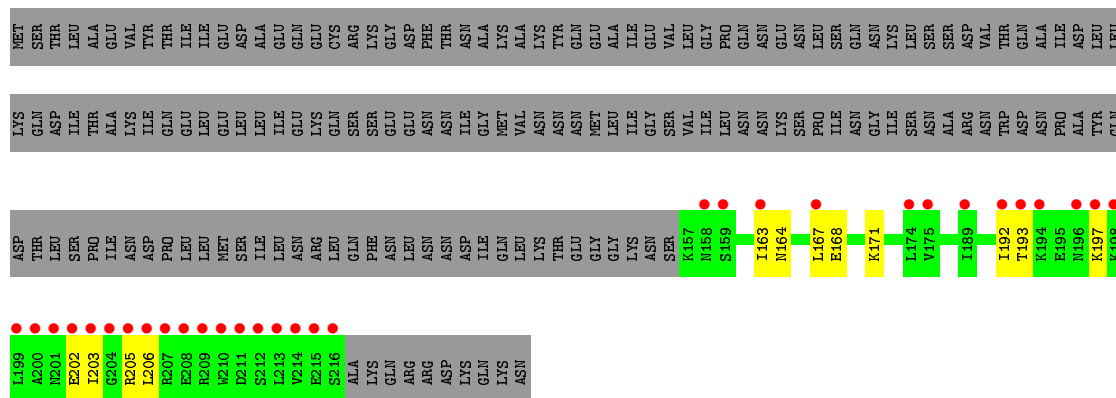 MET SER THR LEU ALA GLU VAL TYR THR ILE ILE GLU ASP ALA GLU GLN GLU CYS ARG LYS GLY ASP PHE THR ASN ALA LYS ALA LYS TYR GLN GLU ALA ILE GLU VAL LEU GLY PRO GLN ASN GLU ASN LEU SER GLN ASN LYS LEU SER SER ASP VAL THR GLN ALA ILE ASP LEU LEU
LYS GLN ASP ILE THR ALA LYS ILE GLN GLU LEU GLU LEU LEU ILE GLU LYS GLN SER SER GLU GLU ASN ASN ILE GLY MET VAL ASN ASN ASN MET LEU ILE GLY SER VAL ILE LEU ASN ASN LYS SER PRO ILE ASN GLY ILE SER ASN ALA ARG ASN TRP ASP ASN PRO ALA TYR GLN
ASP THR LEU SER PRO ILE ASN ASP PRO LEU LEU MET SER ILE LEU ASN ARG LEU GLN PHE ASN LEU ASN ASN ASP ILE GLN LEU LYS THR GLU GLY GLY LYS ASN SER K157 N158 S159 I163 N164 L167 E168 K171 L174 V175 I189 I192 T193 K194 E195 N196 K197 K198
L199 A200 N201 E202 I203 G204 R205 L206 R207 E208 R209 W210 D211 S212 L213 V214 E215 S216 ALA LYS GLN ARG ARG ASP LYS GLN LYS ASN